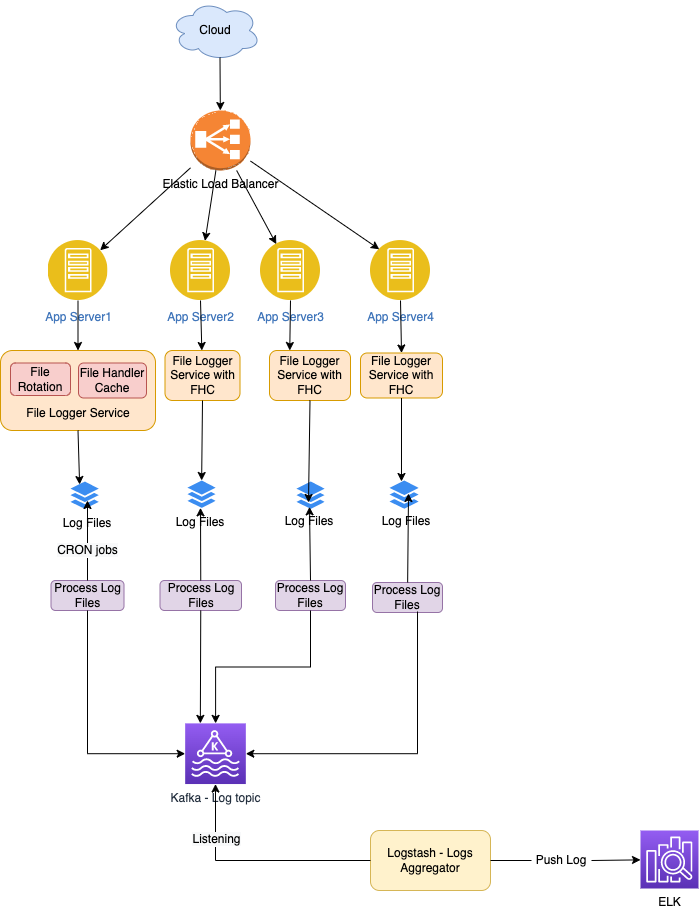 Cloud
Elastic Load Balancer
App Server1
App Server2
App Server3
App Server4
File
Rotation
File Handler
Cache
File Logger Service
File Logger
Service with
FHC
File Logger
Service with
FHC
File Logger
Service with
FHC
Log Files
Log Files
Log Files
Log Files
CRON jobs
Process Log
Files
Process Log
Files
Process Log
Files
Process Log
Files
K
Kafka - Log topic
Listening
Logstash - Logs
Aggregator
Push Log
ELK